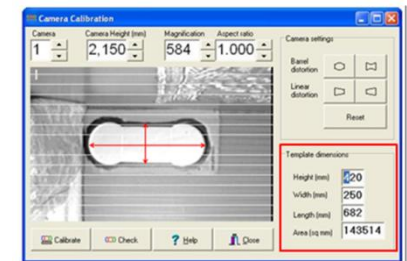 Camera Calibration
Camera
Camera Height (mm)
Magnification
Aspect ratio
1
2,150
584
1.000
Camera settings
Barrel distortion
Linear distortion
Reset
Template dimensions
Height (mm) 420
Width (mm) 250
Length (mm) 682
Area (sq mm) 143514
Calibrate
Check
? Help
Close